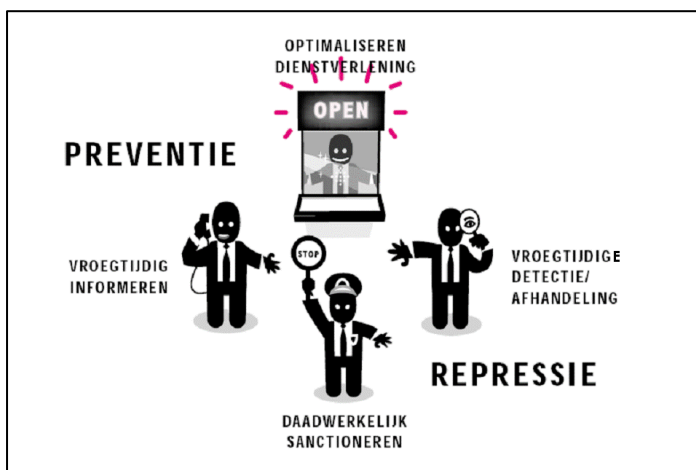 OPTIMALISEREN
DIENSTVERLENING
OPEN
PREVENTIE
VROEGTIJDIG
INFORMEREN
STOP
VROEGTIJDIGE
DETECTIE/
AFHANDELING
REPRESSIE
DAADWERKELIJK
SANCTIONEREN